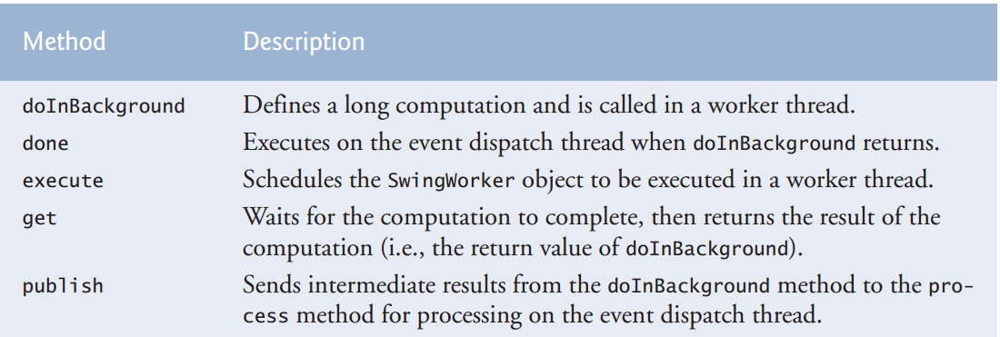 Method Description
doInBackground Defines a long computation and is called in a worker thread.
done Executes on the event dispatch thread when doInBackground returns.
execute Schedules the SwingWorker object to be executed in a worker thread.
get Waits for the computation to complete, then returns the result of the
computation (i.e., the return value of doInBackground).
publish Sends intermediate results from the doInBackground method to the pro-
cess method for processing on the event dispatch thread.